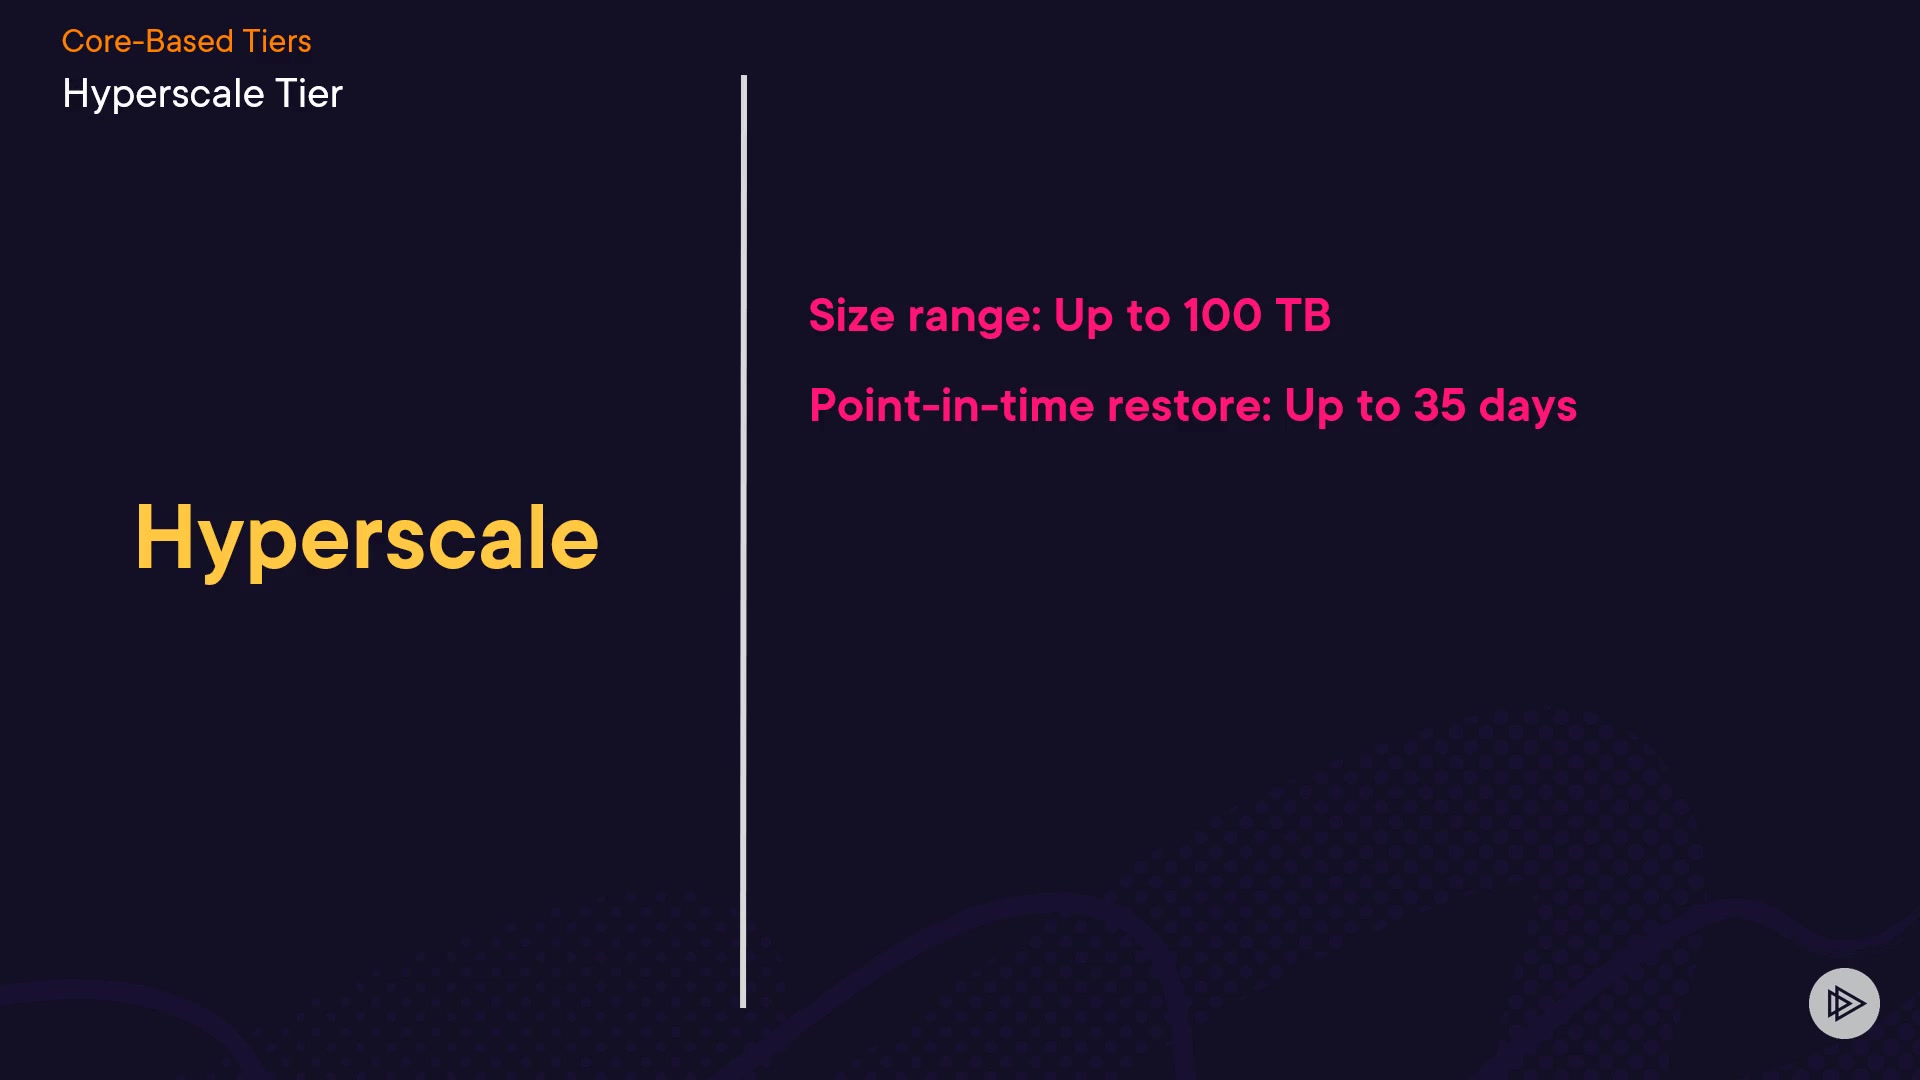 Core-Based Tiers
Hyperscale Tier
Hyperscale
Size range: Up to 100 TB
Point-in-time restore: Up to 35 days